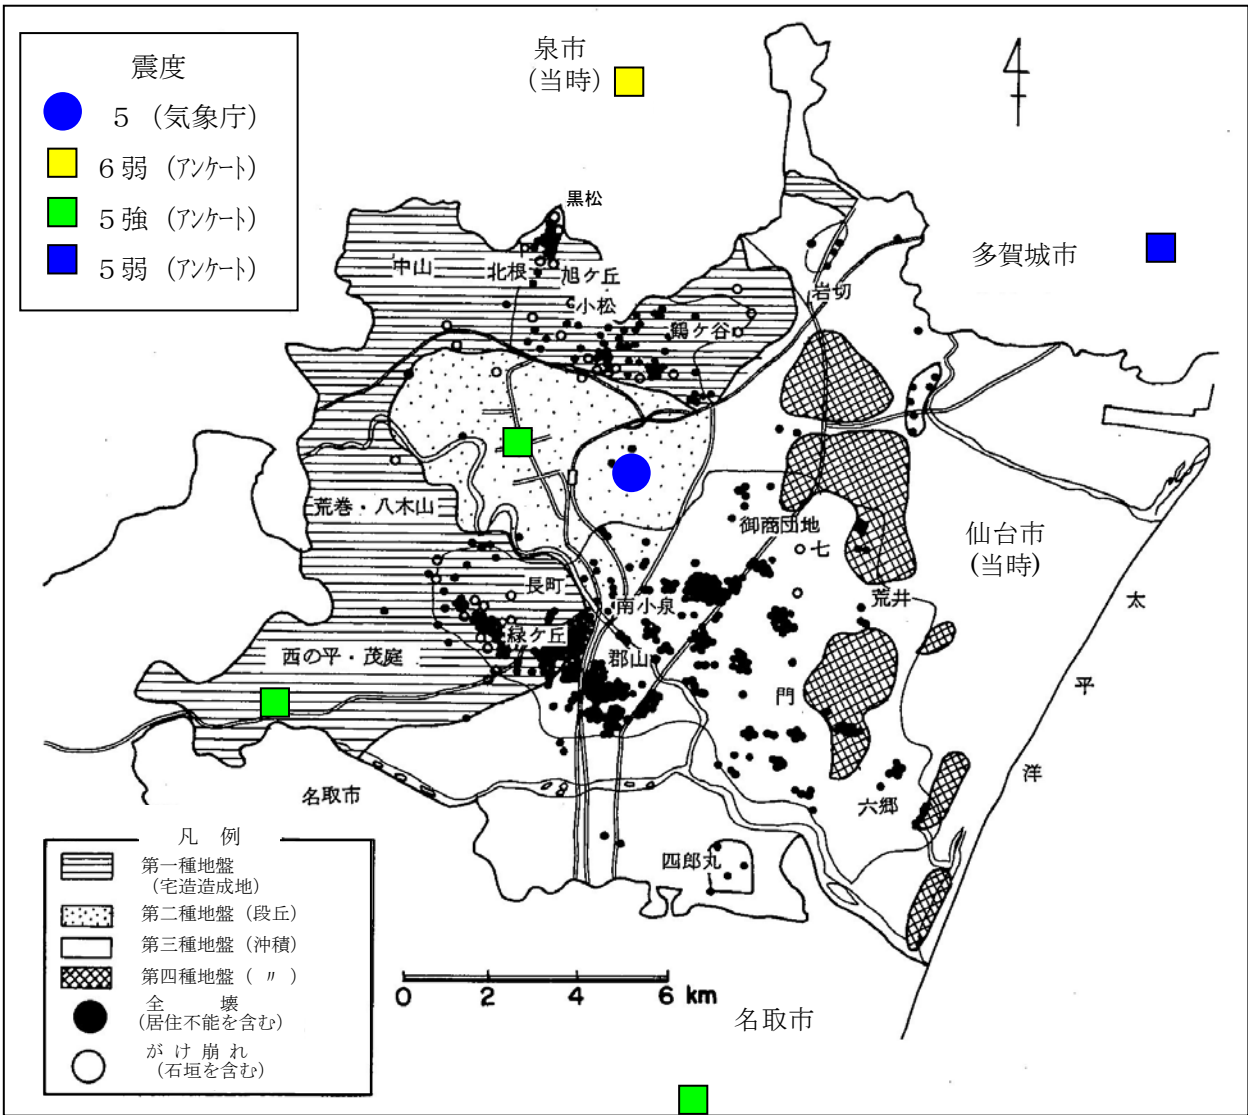 震度
5 (気象庁)
6弱 (アンケート)
5強 (アンケート)
5弱 (アンケート)
泉市
(当時)
多賀城市
黒松
中山
北根
旭ケ丘
小松
鶴ケ谷
岩切
荒巻・八木山
御商団地
七
仙台市
(当時)
長町
南小泉
荒井
太
平
洋
緑ケ丘
郡山
西の平・茂庭
門
名取市
六郷
四郎丸
凡例
第一種地盤
(宅造造成地)
第二種地盤 (段丘)
第三種地盤 (沖積)
第四種地盤 ( 〃 )
全壊
(居住不能を含む)
がけ崩れ
(石垣を含む)
0 2 4 6 km
名取市